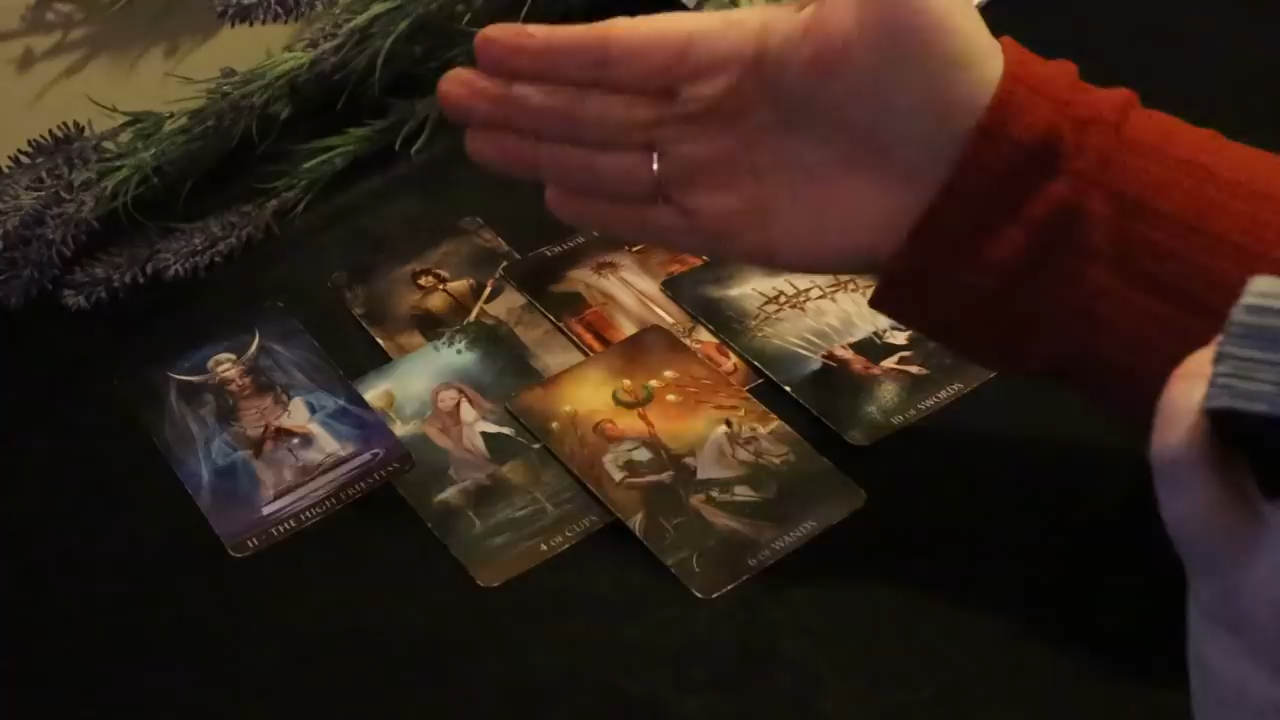 II - THE HIGH PRIESTESS
4 OF CUPS
6 OF WANDS
10 OF SWORDS